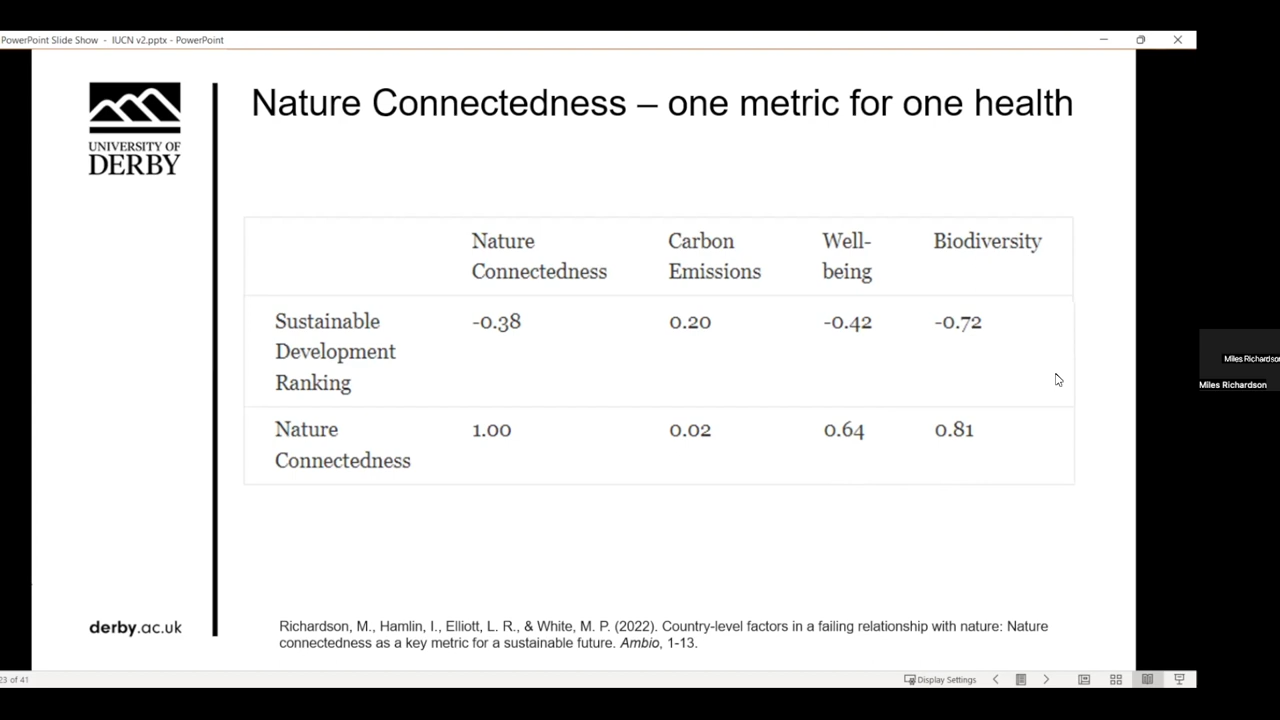 PowerPoint Slide Show - IUCN v2.pptx - PowerPoint
UNIVERSITY OF
DERBY
Nature Connectedness – one metric for one health
Nature Connectedness
Carbon Emissions
Well-being
Biodiversity
Sustainable Development Ranking
-0.38
0.20
-0.42
-0.72
Nature Connectedness
1.00
0.02
0.64
0.81
Miles Richardson
Miles Richardson
derby.ac.uk
Richardson, M., Hamlin, I., Elliott, L. R., & White, M. P. (2022). Country-level factors in a failing relationship with nature: Nature
connectedness as a key metric for a sustainable future. Ambio, 1-13.
23 of 41
Display Settings